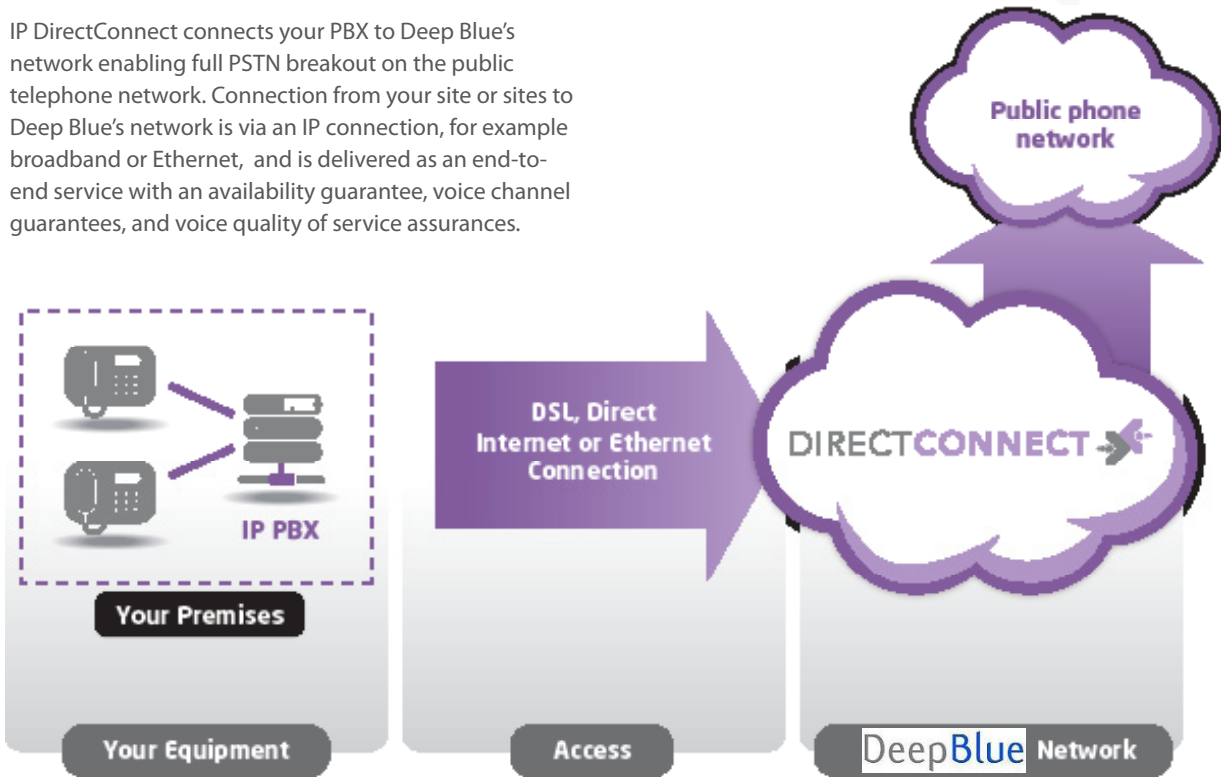 IP DirectConnect connects your PBX to Deep Blue’s
network enabling full PSTN breakout on the public
telephone network. Connection from your site or sites to
Deep Blue’s network is via an IP connection, for example
broadband or Ethernet, and is delivered as an end-to-
end service with an availability guarantee, voice channel
guarantees, and voice quality of service assurances.
Public phone
network
DSL, Direct
Internet or Ethernet
Connection
DIRECTCONNECT
IP PBX
Your Premises
Your Equipment
Access
DeepBlue Network